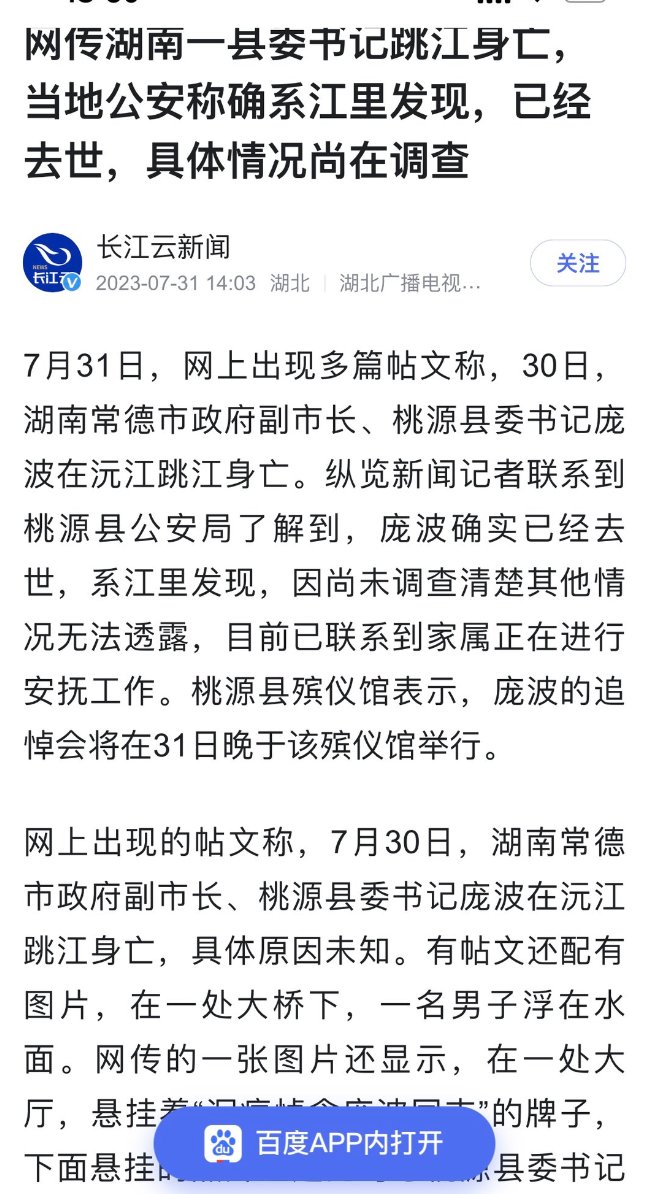 网传湖南一县委书记跳江身亡，
当地公安称确系江里发现，已经
去世，具体情况尚在调查
长江云新闻
2023-07-31 14:03 湖北 湖北广播电视...
关注
7月31日，网上出现多篇帖文称，30日，
湖南常德市政府副市长、桃源县委书记庞
波在沅江跳江身亡。纵览新闻记者联系到
桃源县公安局了解到，庞波确实已经去
世，系江里发现，因尚未调查清楚其他情
况无法透露，目前已联系到家属正在进行
安抚工作。桃源县殡仪馆表示，庞波的追
悼会将在31日晚于该殡仪馆举行。
网上出现的帖文称，7月30日，湖南常德
市政府副市长、桃源县委书记庞波在沅江
跳江身亡，具体原因未知。有帖文还配有
图片，在一处大桥下，一名男子浮在水
面。网传的一张图片还显示，在一处大
厅，悬挂着“ ”的牌子，
百度APP内打开
下面悬挂 县委书记